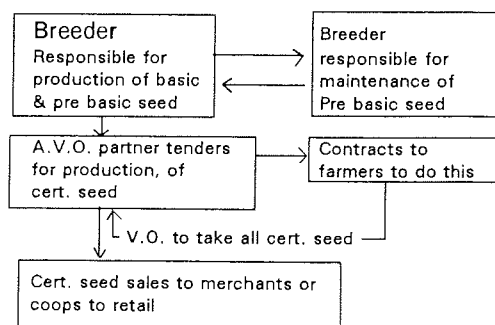 Breeder
Responsible for
production of basic
& pre basic seed
Breeder
responsible for
maintenance of
Pre basic seed
A.V.O. partner tenders
for production, of
cert. seed
Contracts to
farmers to do this
V.O. to take all cert. seed
Cert. seed sales to merchants or
coops to retail